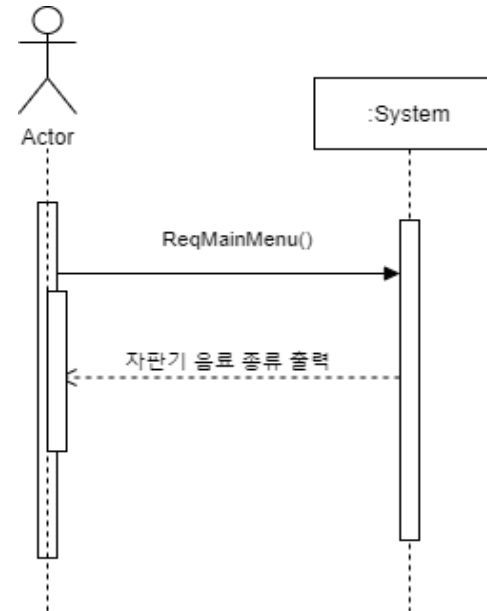 Actor
:System
ReqMainMenu()
자판기 음료 종류 출력